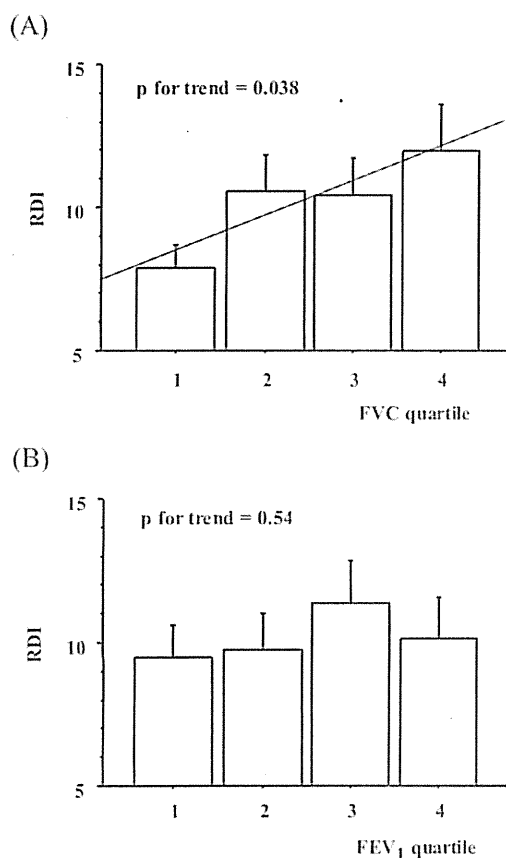 (A)
15
p for trend = 0.038
RDI
10
5
1 2 3 4
FVC quartile
(B)
15
p for trend = 0.54
RDI
10
5
1 2 3 4
FEV₁ quartile